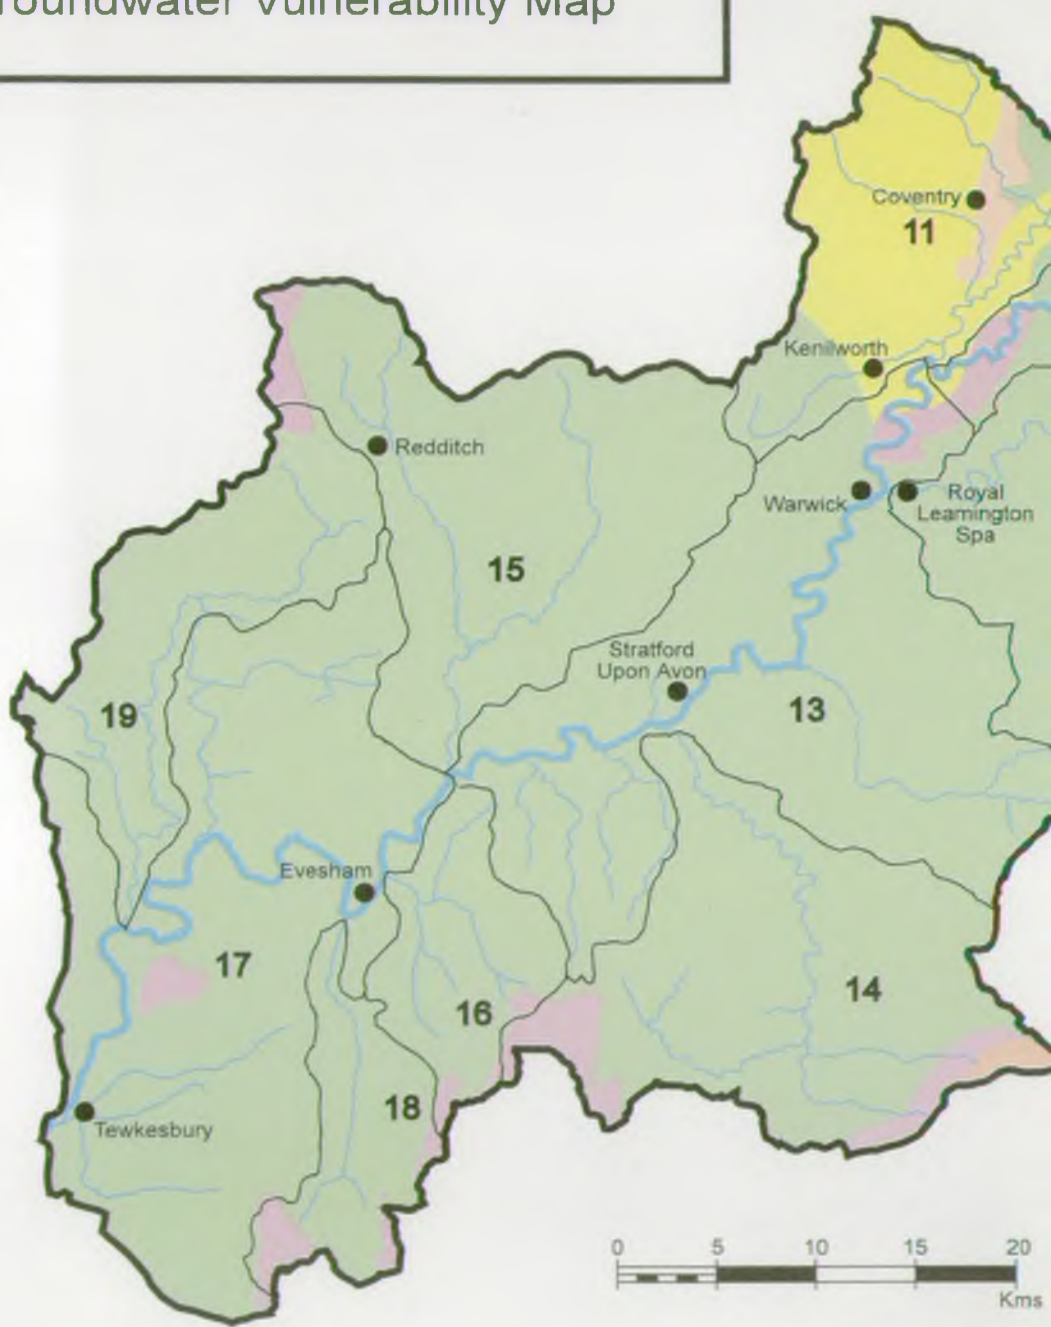 Vulnerability Map
Coventry
11
Kenilworth
Redditch
Warwick
Royal
Leamington
Spa
15
Stratford
Upon Avon
19
13
Evesham
17
14
16
18
Tewkesbury
0 5 10 15 20
Kms